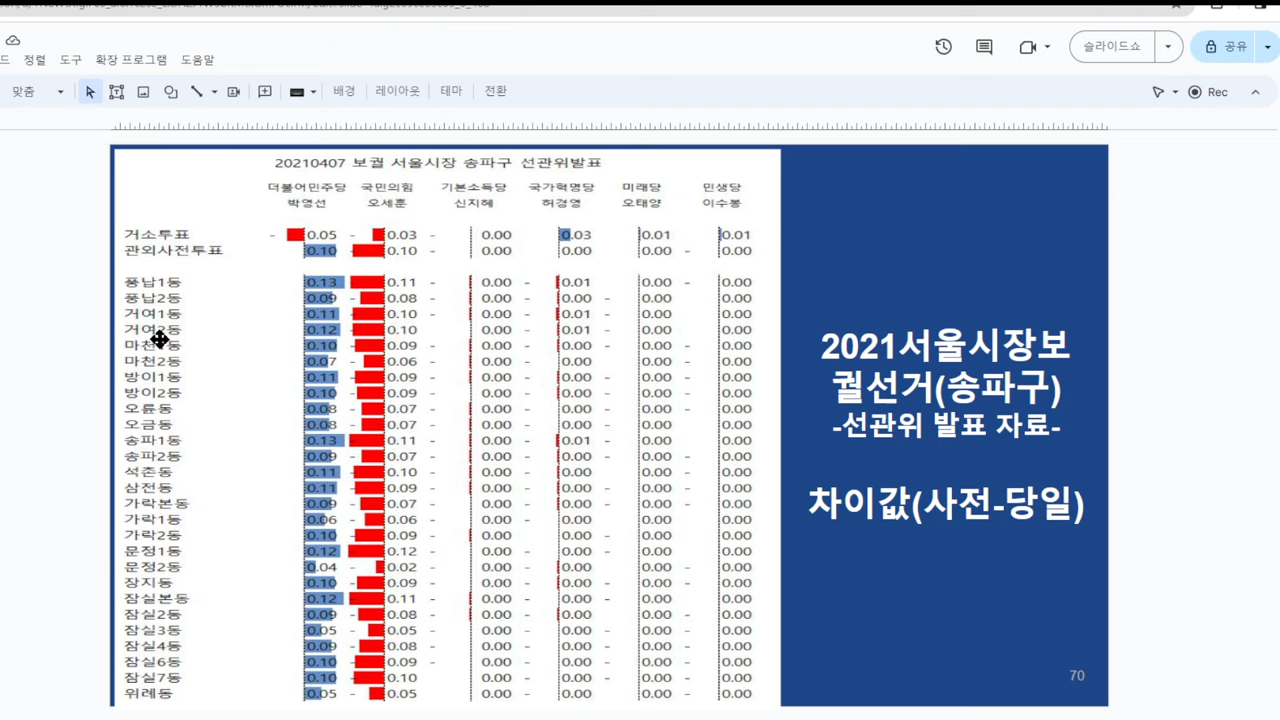 정렬 도구 확장 프로그램 도움말
슬라이드쇼 공유
맞춤 배경 레이아웃 테마 전환 Rec
20210407 보궐 서울시장 송파구 선관위발표
더불어민주당 국민의힘 기본소득당 국가혁명당 미래당 민생당
박영선 오세훈 신지혜 허경영 오태양 이수봉
거소투표 - 0.05 - 0.03 - 0.00 0.03 0.01 0.01
관외사전투표 0.10 - 0.10 0.00 0.00 0.00 - 0.00
풍납1동 0.13 - 0.11 - 0.00 - 0.01 0.00 - 0.00
풍납2동 0.09 - 0.08 - 0.00 - 0.00 - 0.00 0.00
거여1동 0.11 - 0.10 - 0.00 - 0.01 - 0.00 0.00
거여2동 0.12 - 0.10 - 0.00 - 0.01 - 0.00 - 0.00
마천1동 0.10 - 0.09 - 0.00 - 0.00 - 0.00 - 0.00
마천2동 0.07 - 0.06 - 0.00 - 0.00 - 0.00 - 0.00
방이1동 0.11 - 0.09 - 0.00 - 0.00 - 0.00 - 0.00
방이2동 0.10 - 0.09 - 0.00 - 0.00 - 0.00 0.00
오륜동 0.08 - 0.07 - 0.00 - 0.00 - 0.00 - 0.00
오금동 0.08 - 0.07 - 0.00 - 0.00 - 0.00 - 0.00
송파1동 0.13 - 0.11 - 0.00 - 0.01 - 0.00 0.00
송파2동 0.09 - 0.07 - 0.00 - 0.00 - 0.00 - 0.00
석촌동 0.11 - 0.10 - 0.00 - 0.00 - 0.00 - 0.00
삼전동 0.11 - 0.09 - 0.00 - 0.00 - 0.00 - 0.00
가락본동 0.09 - 0.07 - 0.00 - 0.00 - 0.00 - 0.00
가락1동 0.06 - 0.06 - 0.00 - 0.00 0.00 0.00
가락2동 0.10 - 0.09 - 0.00 - 0.00 - 0.00 0.00
문정1동 0.12 - 0.12 0.00 - 0.00 - 0.00 - 0.00
문정2동 0.04 - 0.02 0.00 - 0.00 - 0.00 - 0.00
장지동 0.10 - 0.09 0.00 - 0.00 - 0.00 0.00
잠실본동 0.12 - 0.11 - 0.00 - 0.00 - 0.00 0.00
잠실2동 0.09 - 0.08 - 0.00 - 0.00 0.00 - 0.00
잠실3동 0.05 - 0.05 - 0.00 - 0.00 - 0.00 - 0.00
잠실4동 0.09 - 0.08 0.00 - 0.00 - 0.00 - 0.00
잠실6동 0.10 - 0.09 - 0.00 - 0.00 - 0.00 - 0.00
잠실7동 0.10 - 0.10 0.00 - 0.00 - 0.00 - 0.00
위례동 0.05 - 0.05 0.00 - 0.00 0.00 - 0.00
2021서울시장보
궐선거(송파구)
-선관위 발표 자료-
차이값(사전-당일)
70